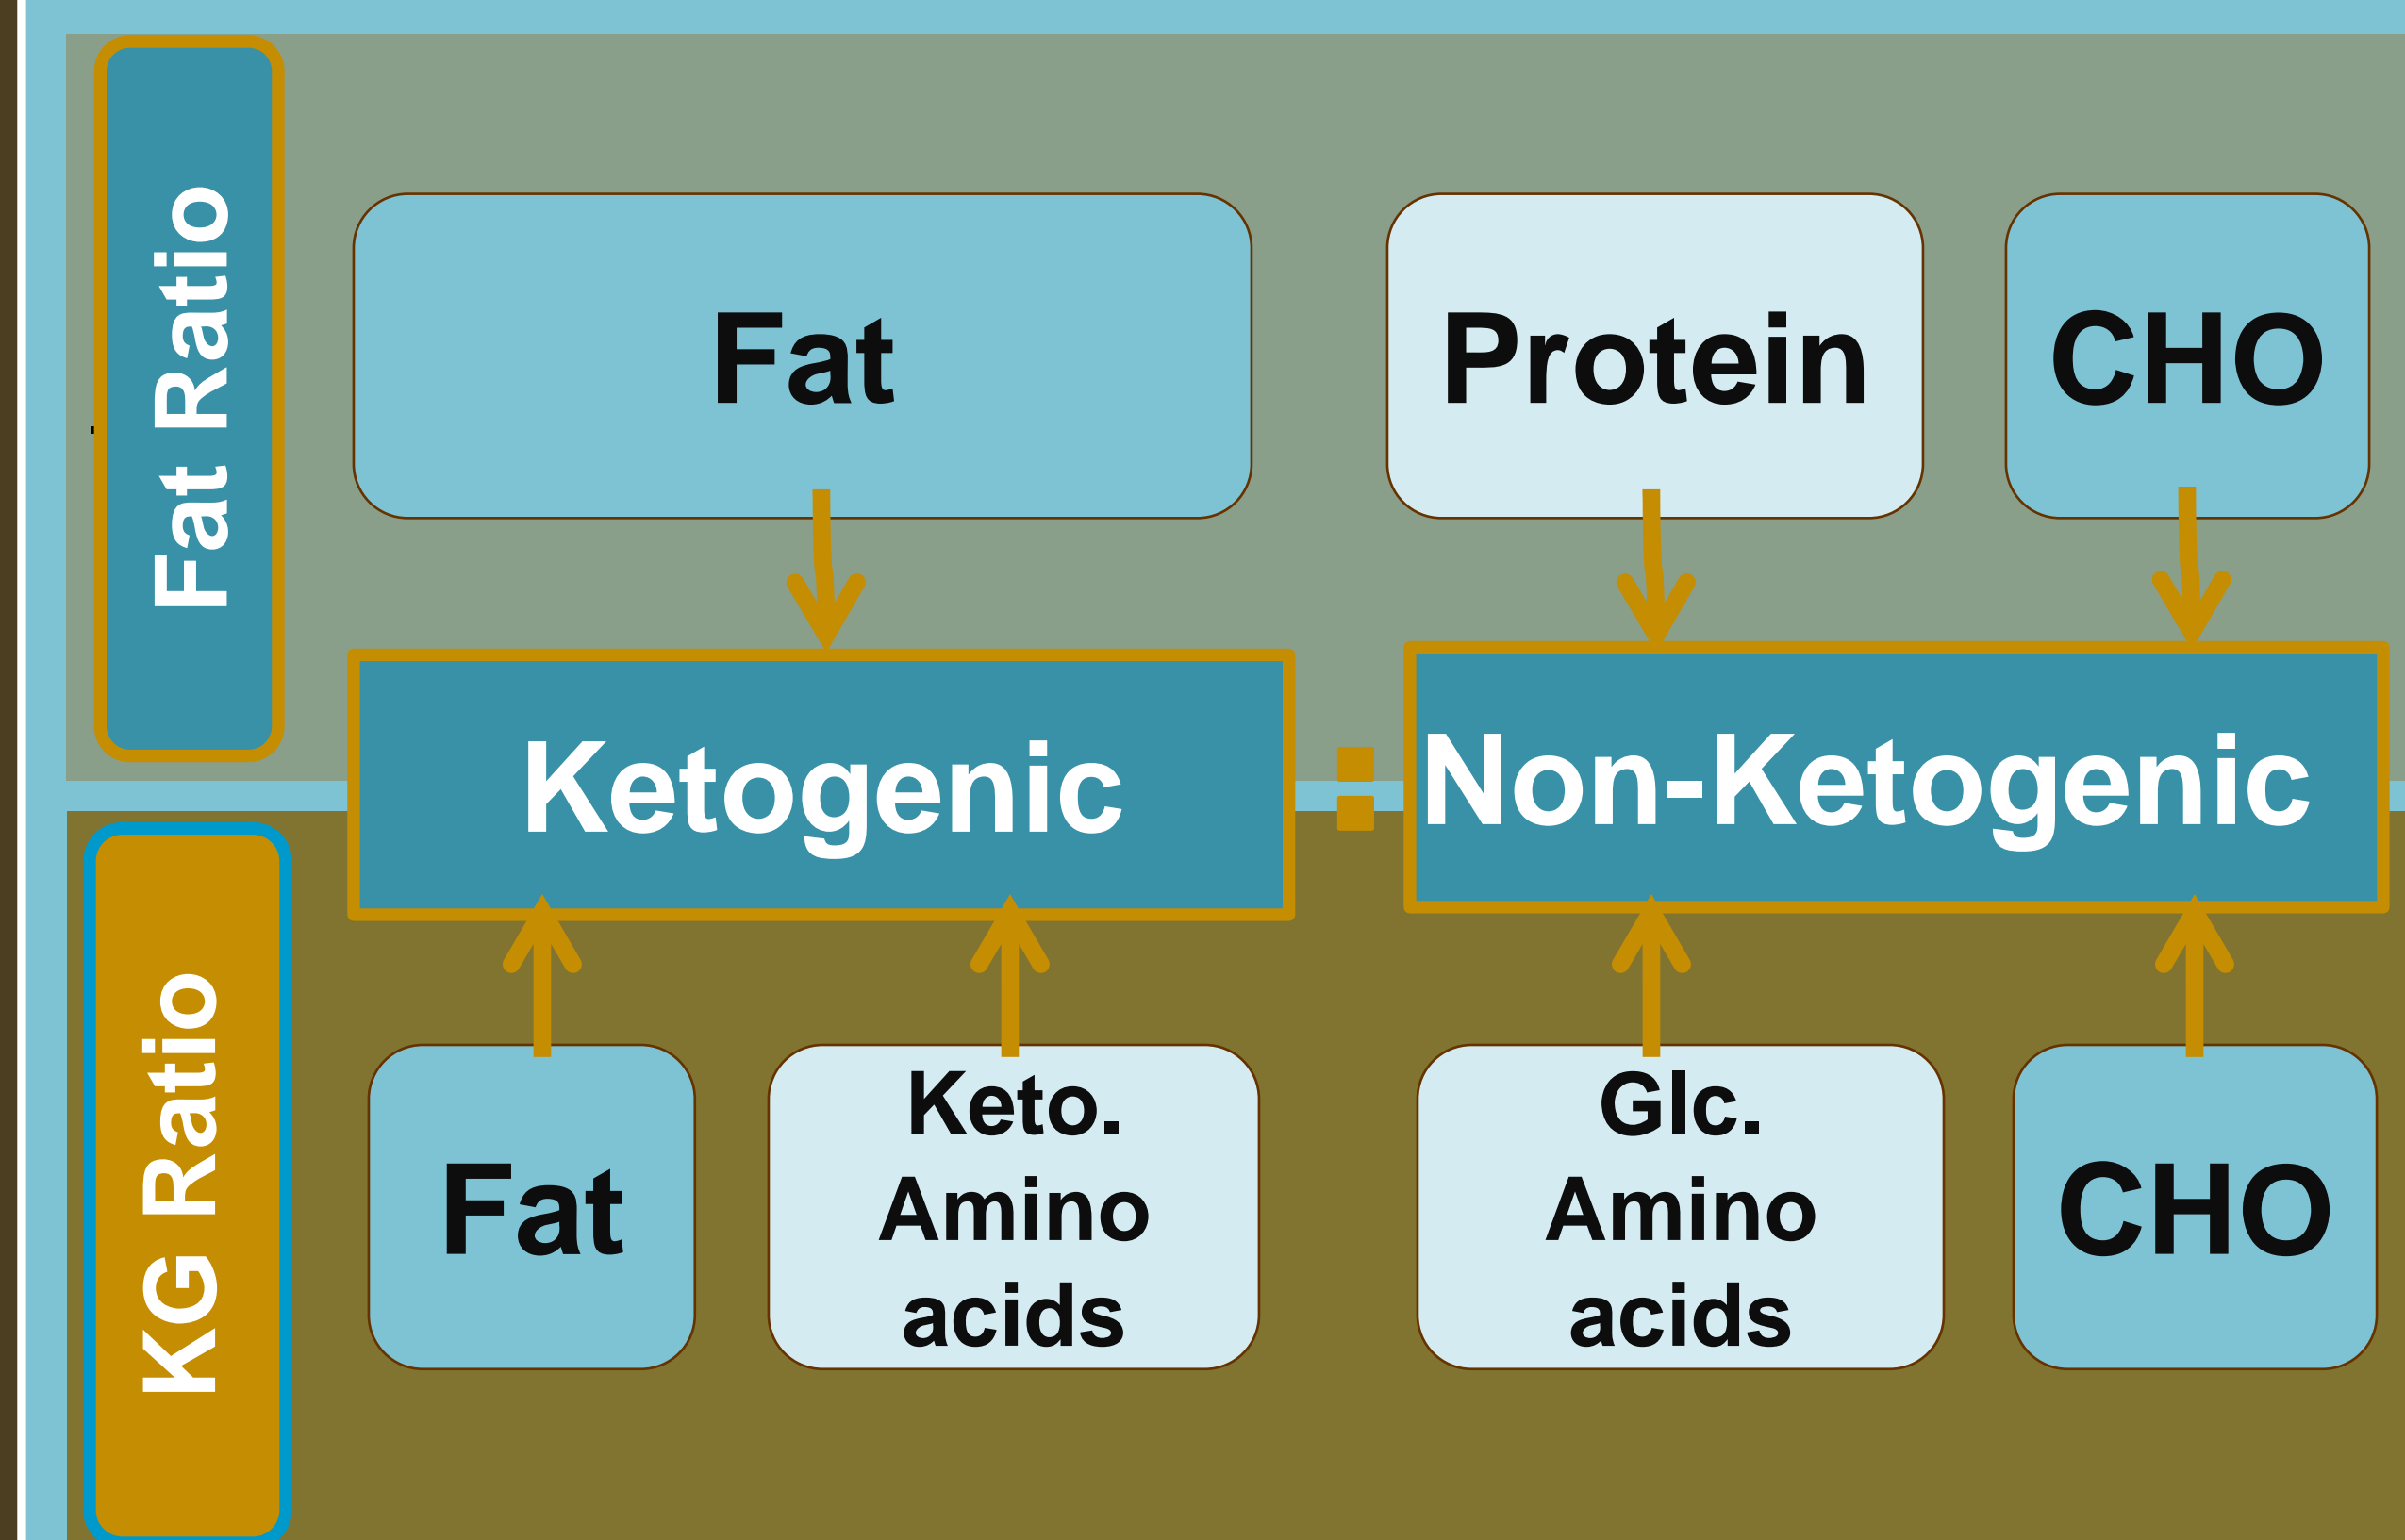 Fat Ratio
Fat
Protein
CHO
Ketogenic
:
Non-Ketogenic
KG Ratio
Fat
Keto.
Amino
acids
Glc.
Amino
acids
CHO